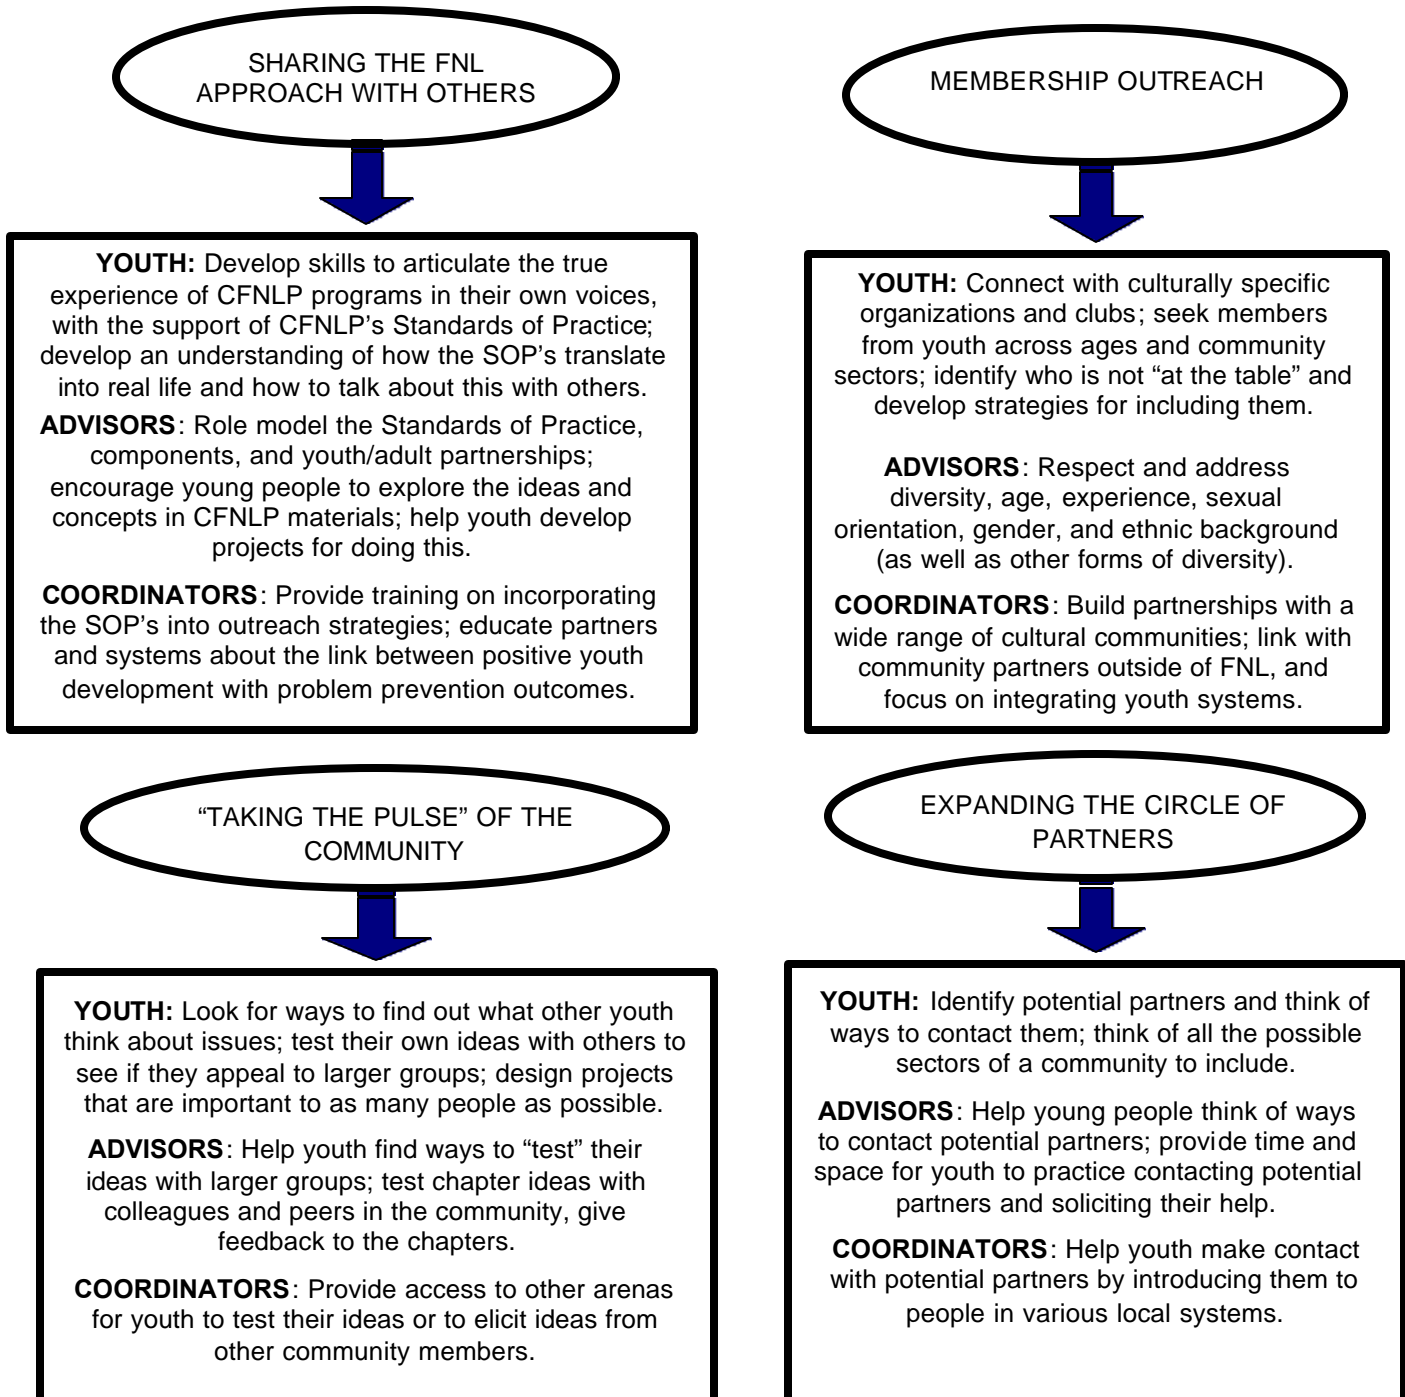 SHARING THE FNL
APPROACH WITH OTHERS
YOUTH: Develop skills to articulate the true
experience of CFNLP programs in their own voices,
with the support of CFNLP's Standards of Practice;
develop an understanding of how the SOP's translate
into real life and how to talk about this with others.
ADVISORS: Role model the Standards of Practice,
components, and youth/adult partnerships;
encourage young people to explore the ideas and
concepts in CFNLP materials; help youth develop
projects for doing this.
COORDINATORS: Provide training on incorporating
the SOP's into outreach strategies; educate partners
and systems about the link between positive youth
development with problem prevention outcomes.
MEMBERSHIP OUTREACH
YOUTH: Connect with culturally specific
organizations and clubs; seek members
from youth across ages and community
sectors; identify who is not “at the table” and
develop strategies for including them.
ADVISORS: Respect and address
diversity, age, experience, sexual
orientation, gender, and ethnic background
(as well as other forms of diversity).
COORDINATORS: Build partnerships with a
wide range of cultural communities; link with
community partners outside of FNL, and
focus on integrating youth systems.
“TAKING THE PULSE” OF THE
COMMUNITY
YOUTH: Look for ways to find out what other youth
think about issues; test their own ideas with others to
see if they appeal to larger groups; design projects
that are important to as many people as possible.
ADVISORS: Help youth find ways to “test” their
ideas with larger groups; test chapter ideas with
colleagues and peers in the community, give
feedback to the chapters.
COORDINATORS: Provide access to other arenas
for youth to test their ideas or to elicit ideas from
other community members.
EXPANDING THE CIRCLE OF
PARTNERS
YOUTH: Identify potential partners and think of
ways to contact them; think of all the possible
sectors of a community to include.
ADVISORS: Help young people think of ways
to contact potential partners; provide time and
space for youth to practice contacting potential
partners and soliciting their help.
COORDINATORS: Help youth make contact
with potential partners by introducing them to
people in various local systems.